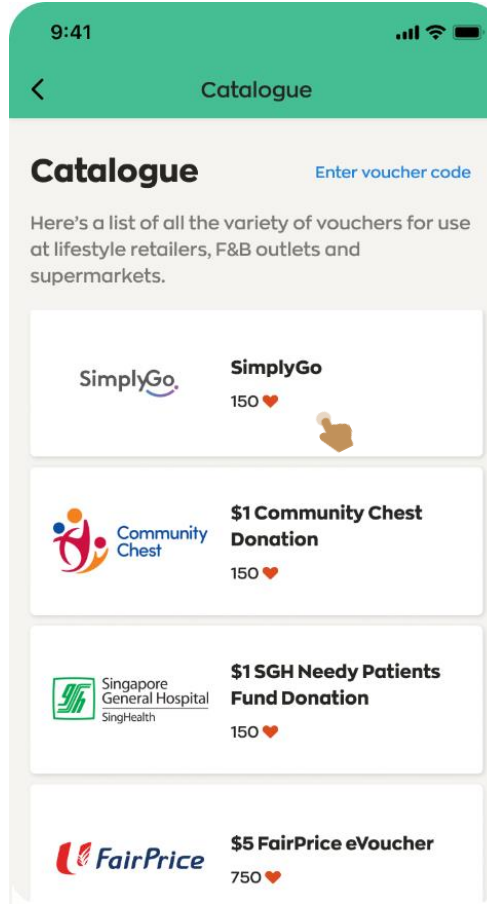 9:41
Catalogue
Catalogue
Enter voucher code
Here's a list of all the variety of vouchers for use
at lifestyle retailers, F&B outlets and
supermarkets.
SimplyGo
SimplyGo
150
Community
Chest
$1 Community Chest
Donation
150
Singapore
General Hospital
SingHealth
$1 SGH Needy Patients
Fund Donation
150
FairPrice
$5 FairPrice eVoucher
750